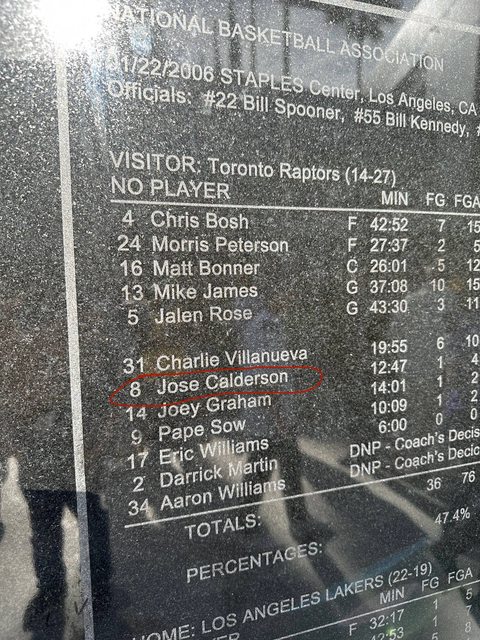 NATIONAL BASKETBALL ASSOCIATION
01/22/2006 STAPLES Center, Los Angeles, CA
Officials: #22 Bill Spooner, #55 Bill Kennedy,
VISITOR: Toronto Raptors (14-27)
NO PLAYER MIN FG FGA
4 Chris Bosh F 42:52 7 15
24 Morris Peterson F 27:37 2 5
16 Matt Bonner C 26:01 5 12
13 Mike James G 37:08 10 15
5 Jalen Rose G 43:30 3 11
31 Charlie Villanueva 19:55 6 10
8 Jose Calderson 12:47 1 4
14 Joey Graham 14:01 1 2
9 Pape Sow 10:09 1 2
17 Eric Williams 6:00 0 0
2 Darrick Martin DNP - Coach's Decis
34 Aaron Williams DNP - Coach's Decis
TOTALS: 36 76
PERCENTAGES: 47.4%
HOME: LOS ANGELES LAKERS (22-19)
MIN FG FGA
F 32:17 1 5
1 7